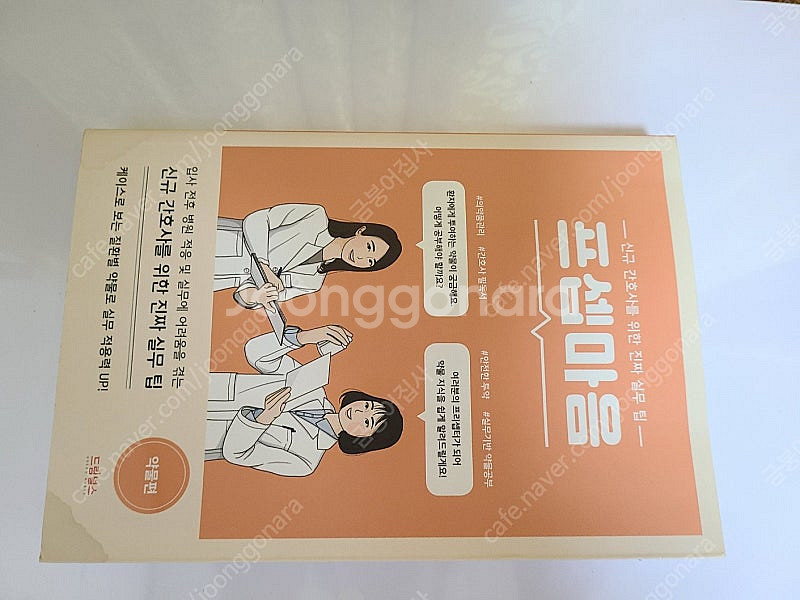 신규 간호사를 위한 진짜 실무 팁
프셉마음
#의약물관리 #간호사 필독서
환자에게 투여하는 약물이 궁금해요
어떻게 공부해야 할까요?
#안전한 투약 #실무기반 약물공부
여러분의 프리셉터가 되어
약물 지식을 쉽게 알려드릴게요!
입사 전후 병원 적응 및 실무에 어려움을 겪는
신규 간호사를 위한 진짜 실무 팁
케이스로 보는 질환별 약물로 실무 적응력 UP!
약물편
드림널스
joonggonara
cafe.naver.com/joonggonara